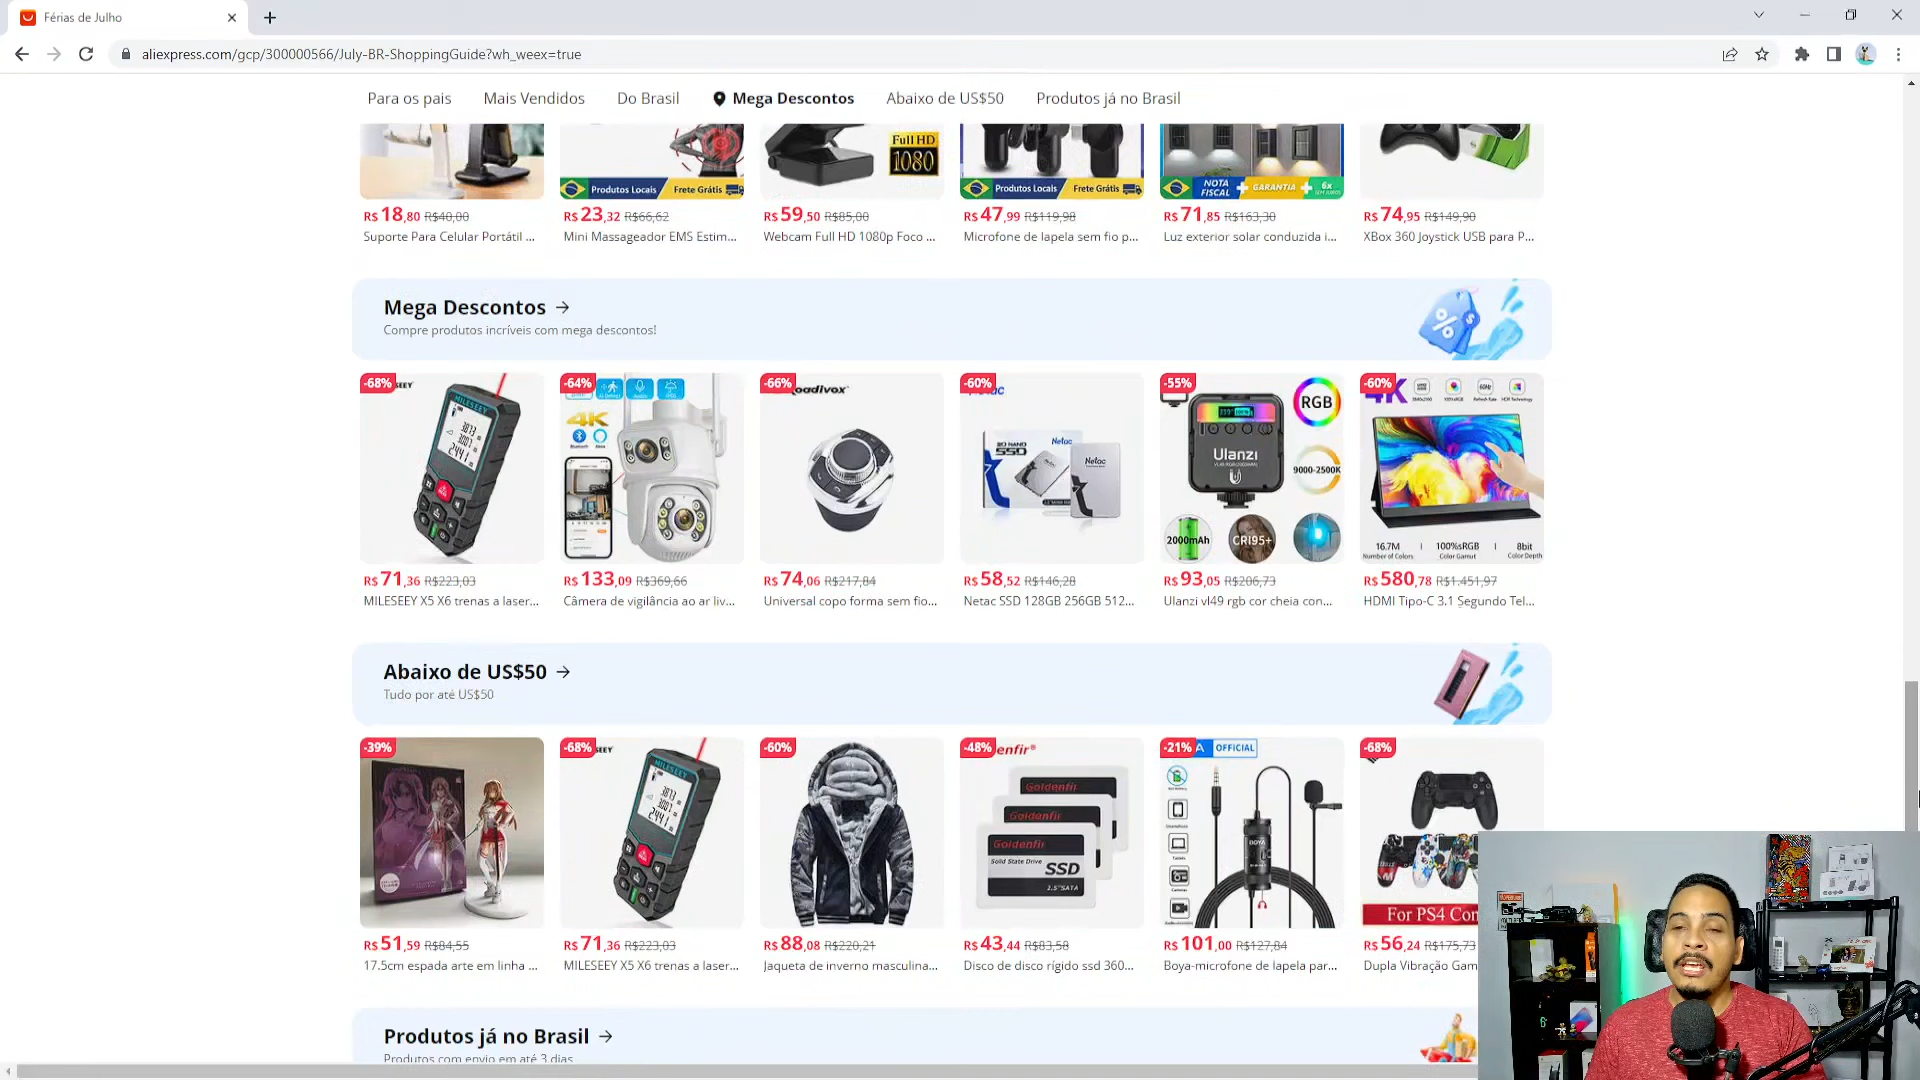 Férias de Julho
aliexpress.com/gcp/300000566/July-BR-ShoppingGuide?wh_weex=true
Para os pais
Mais Vendidos
Do Brasil
Mega Descontos
Abaixo de US$50
Produtos já no Brasil
Full HD
1080
Produtos Locais Frete Grátis
Produtos Locais Frete Grátis
NOTA FISCAL + GARANTIA + 6x
R$ 18,80 R$40,00
R$ 23,32 R$66,62
R$ 59,50 R$85,00
R$ 47,99 R$119,98
R$ 71,85 R$163,30
R$ 74,95 R$149,90
Suporte Para Celular Portátil ...
Mini Massageador EMS Estim...
Webcam Full HD 1080p Foco ...
Microfone de lapela sem fio p...
Luz exterior solar conduzida i...
XBox 360 Joystick USB para P...
Mega Descontos →
Compre produtos incríveis com mega descontos!
-68%
-64%
-66%
-60%
-55%
-60%
MILESEEY
4K
Netac
SSD
Netac
RGB
Ulanzi
9000-2500K
2000mAh
CRI95+
4K
16.7M
100%sRGB
8bit
Number of Colors
Color Gamut
Color Depth
R$ 71,36 R$223,03
R$ 133,09 R$369,66
R$ 74,06 R$217,84
R$ 58,52 R$146,28
R$ 93,05 R$206,73
R$ 580,78 R$1.451,97
MILESEEY X5 X6 trenas a laser...
Câmera de vigilância ao ar liv...
Universal copo forma sem fio...
Netac SSD 128GB 256GB 512...
Ulanzi vl49 rgb cor cheia con...
HDMI Tipo-C 3.1 Segundo Tel...
Abaixo de US$50 →
Tudo por até US$50
-39%
-68%
-60%
-48%
-21%
-68%
MILESEEY
OFFICIAL
Goldenfir
Goldenfir
Goldenfir
Solid State Drive
SSD
2.5"SATA
BOYA
For PS4 Con
R$ 51,59 R$84,55
R$ 71,36 R$223,03
R$ 88,08 R$220,21
R$ 43,44 R$83,58
R$ 101,00 R$127,84
R$ 56,24 R$175,73
17.5cm espada arte em linha ...
MILESEEY X5 X6 trenas a laser...
Jaqueta de inverno masculina...
Disco de disco rígido ssd 360...
Boya-microfone de lapela par...
Dupla Vibração Gam
Produtos já no Brasil →
Produtos com envio em até 3 dias